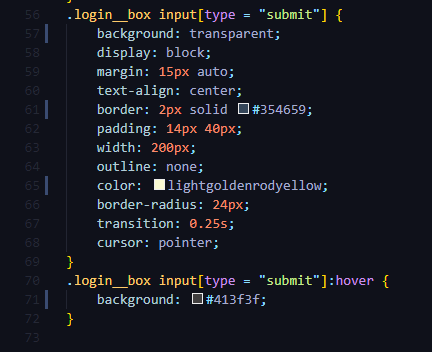 56 .login__box input[type = "submit"] {
57 background: transparent;
58 display: block;
59 margin: 15px auto;
60 text-align: center;
61 border: 2px solid #354659;
62 padding: 14px 40px;
63 width: 200px;
64 outline: none;
65 color: lightgoldenrodyellow;
66 border-radius: 24px;
67 transition: 0.25s;
68 cursor: pointer;
69 }
70 .login__box input[type = "submit"]:hover {
71 background: #413f3f;
72 }
73